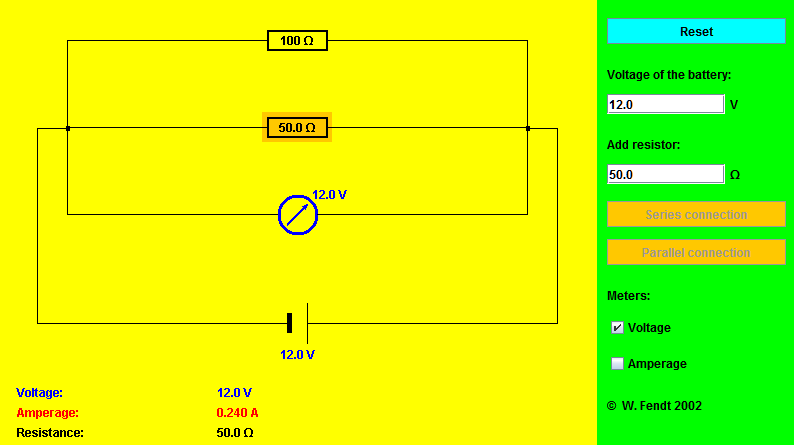 100 Ω
50.0 Ω
12.0 V
12.0 V
Voltage: 12.0 V
Amperage: 0.240 A
Resistance: 50.0 Ω
Reset
Voltage of the battery:
12.0 V
Add resistor:
50.0 Ω
Series connection
Parallel connection
Meters:
Voltage
Amperage
© W. Fendt 2002